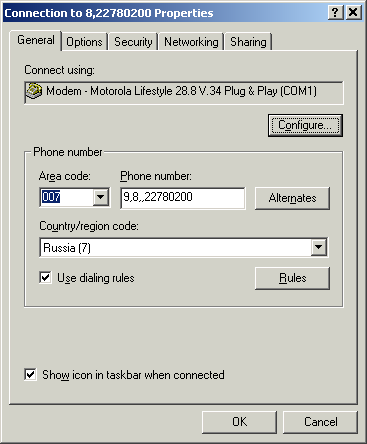 Connection to 8,22780200 Properties
General Options Security Networking Sharing
Connect using:
Modem - Motorola Lifestyle 28.8 V.34 Plug & Play (COM1)
Configure...
Phone number
Area code: Phone number:
007 9,8,,22780200 Alternates
Country/region code:
Russia (7)
Use dialing rules Rules
Show icon in taskbar when connected
OK Cancel